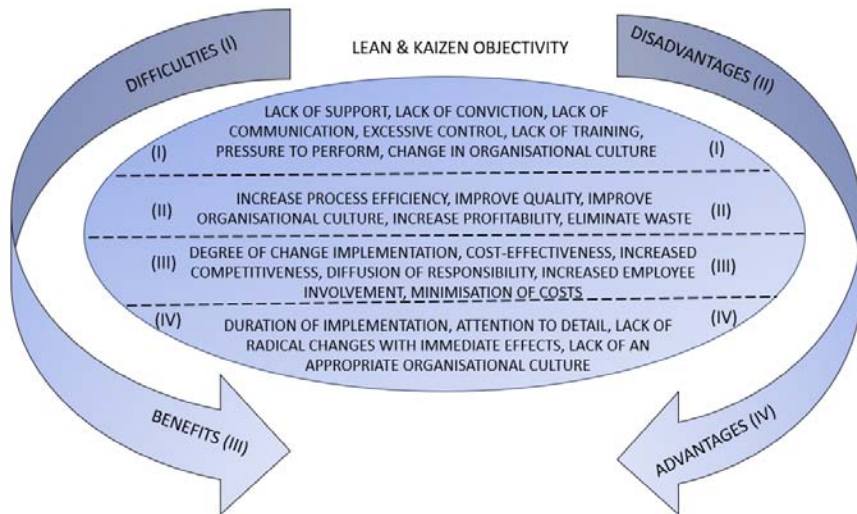 LEAN & KAIZEN OBJECTIVITY
DIFFICULTIES (I)
DISADVANTAGES (II)
LACK OF SUPPORT, LACK OF CONVICTION, LACK OF
COMMUNICATION, EXCESSIVE CONTROL, LACK OF TRAINING,
(I) PRESSURE TO PERFORM, CHANGE IN ORGANISATIONAL CULTURE (I)
INCREASE PROCESS EFFICIENCY, IMPROVE QUALITY, IMPROVE
(II) ORGANISATIONAL CULTURE, INCREASE PROFITABILITY, ELIMINATE WASTE (II)
DEGREE OF CHANGE IMPLEMENTATION, COST-EFFECTIVENESS, INCREASED
(III) COMPETITIVENESS, DIFFUSION OF RESPONSIBILITY, INCREASED EMPLOYEE (III)
INVOLVEMENT, MINIMISATION OF COSTS
(IV) DURATION OF IMPLEMENTATION, ATTENTION TO DETAIL, LACK OF (IV)
RADICAL CHANGES WITH IMMEDIATE EFFECTS, LACK OF AN
APPROPRIATE ORGANISATIONAL CULTURE
BENEFITS (III)
ADVANTAGES (IV)